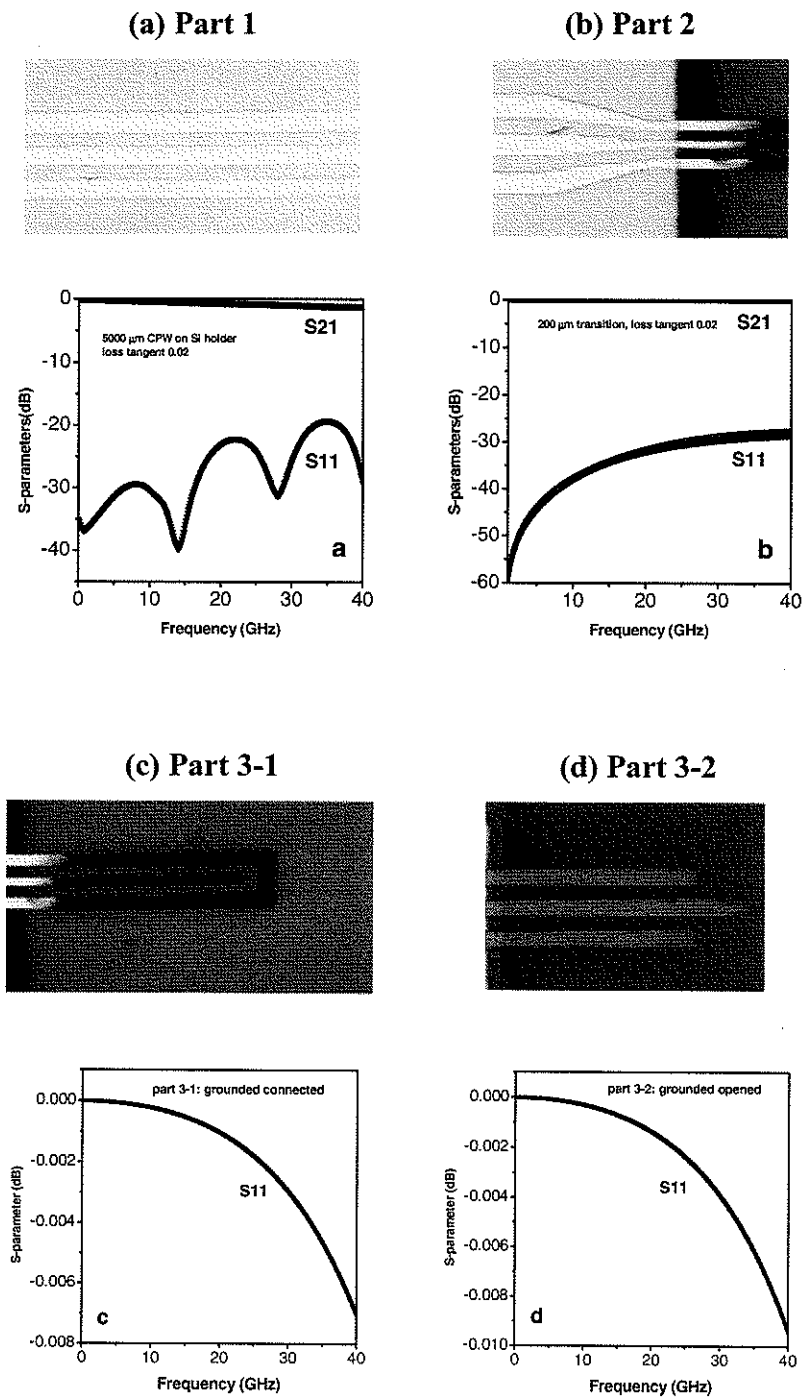 (a) Part 1
(b) Part 2
0
-10
-20
-30
-40
S-parameters(dB)
5000 μm CPW on Si holder
loss tangent 0.02
S21
S11
a
0 10 20 30 40
Frequency (GHz)
0
-10
-20
-30
-40
-50
-60
S-parameters(dB)
200 μm transition, loss tangent 0.02
S21
S11
b
10 20 30 40
Frequency (GHz)
(c) Part 3-1
(d) Part 3-2
0.000
-0.002
-0.004
-0.006
-0.008
S-parameter (dB)
part 3-1: grounded connected
S11
c
0 10 20 30 40
Frequency (GHz)
0.000
-0.002
-0.004
-0.006
-0.008
-0.010
S-parameter (dB)
part 3-2: grounded opened
S11
d
0 10 20 30 40
Frequency (GHz)